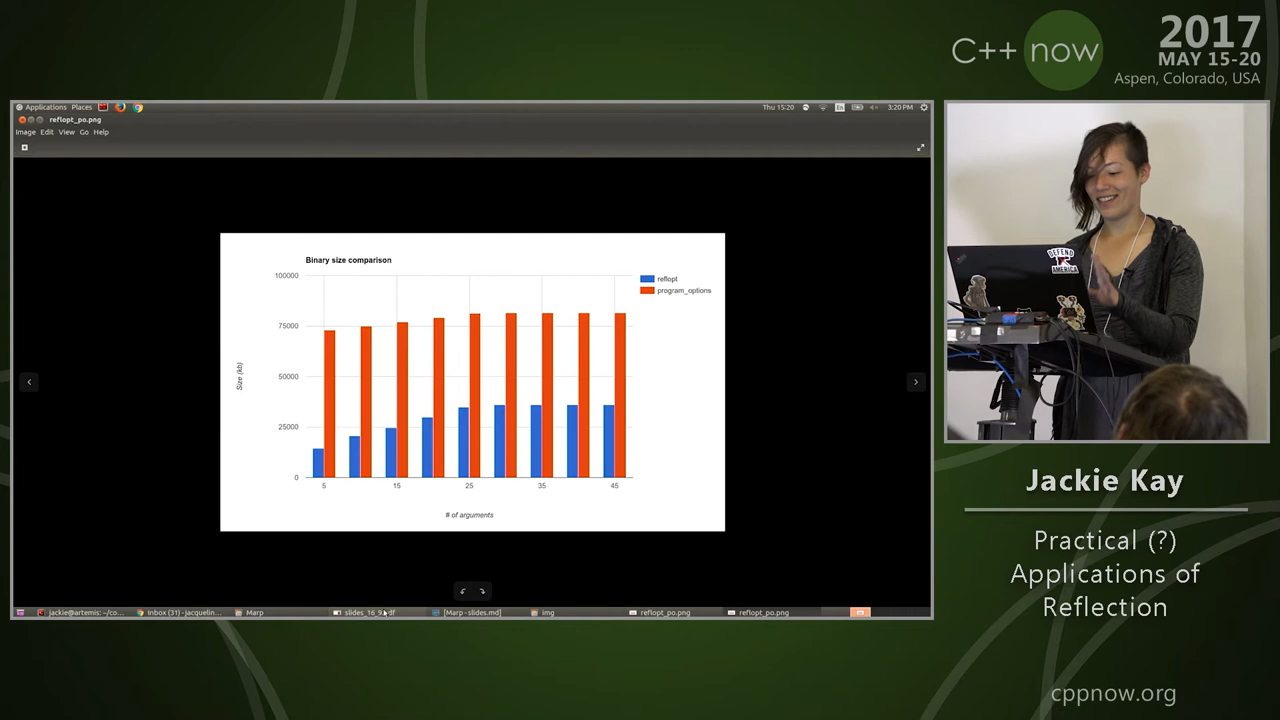 C++ now
2017
MAY 15-20
Aspen, Colorado, USA
Applications Places
Thu 15:20
En
3:20 PM
reflopt_po.png
Image Edit View Go Help
Binary size comparison
100000
75000
50000
25000
0
Size (kb)
5 15 25 35 45
# of arguments
reflopt
program_options
jackie@artemis: ~/co...
Inbox (31) - jacquelin...
Marp
slides_16_9.pdf
[Marp - slides.md]
img
reflopt_po.png
reflopt_po.png
DEFEND
AMERICA
Jackie Kay
Practical (?)
Applications of
Reflection
cppnow.org